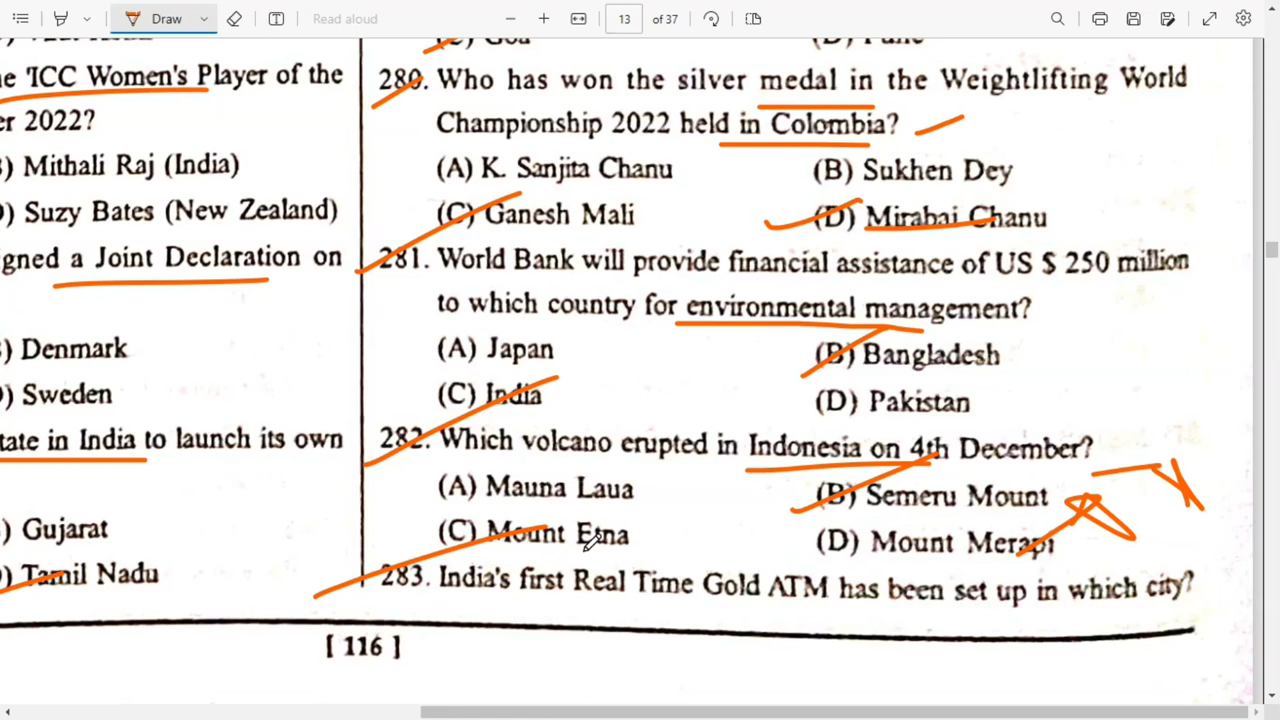 Draw
Read aloud
13 of 37
(C) Goa
(D) Pune
e 'ICC Women's Player of the
er 2022?
) Mithali Raj (India)
) Suzy Bates (New Zealand)
gned a Joint Declaration on
) Denmark
) Sweden
tate in India to launch its own
) Gujarat
) Tamil Nadu
280. Who has won the silver medal in the Weightlifting World
Championship 2022 held in Colombia?
(A) K. Sanjita Chanu (B) Sukhen Dey
(C) Ganesh Mali (D) Mirabai Chanu
281. World Bank will provide financial assistance of US $ 250 million
to which country for environmental management?
(A) Japan (B) Bangladesh
(C) India (D) Pakistan
282. Which volcano erupted in Indonesia on 4th December?
(A) Mauna Laua (B) Semeru Mount
(C) Mount Etna (D) Mount Merapi
283. India's first Real Time Gold ATM has been set up in which city?
[ 116 ]